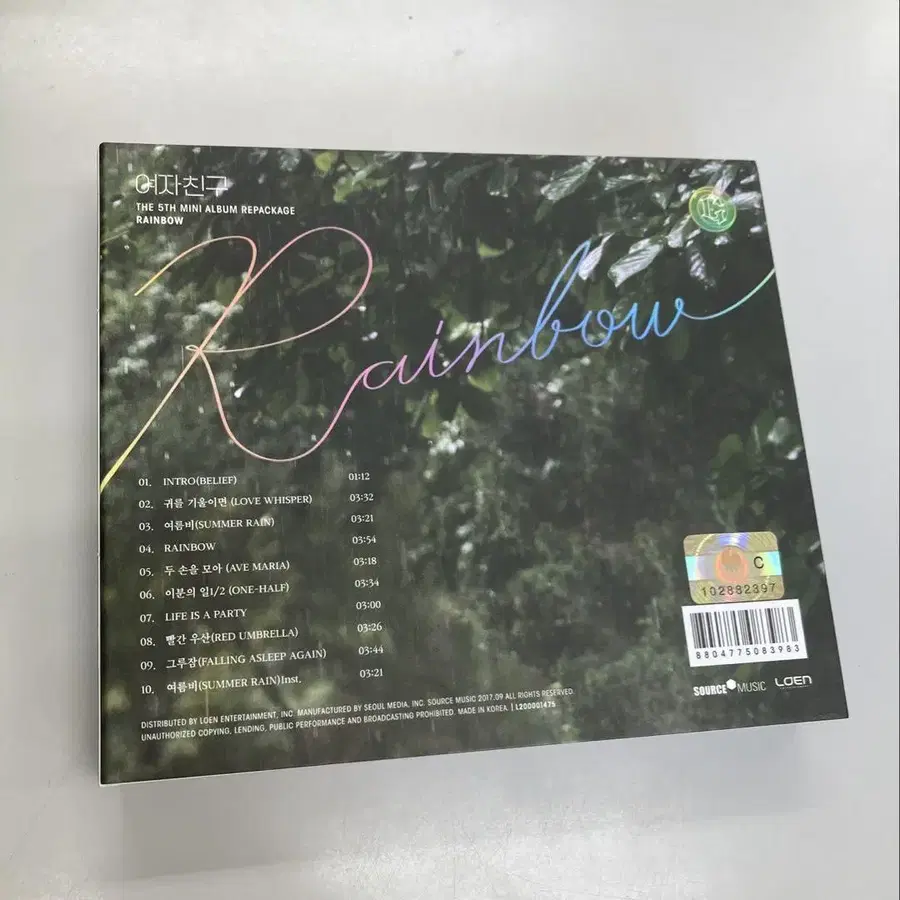 여자친구
THE 5TH MINI ALBUM REPACKAGE
RAINBOW
G
Rainbow
01. INTRO(BELIEF) 01:12
02. 귀를 기울이면 (LOVE WHISPER) 03:32
03. 여름비(SUMMER RAIN) 03:21
04. RAINBOW 03:54
05. 두 손을 모아 (AVE MARIA) 03:18
06. 이분의 일1/2 (ONE-HALF) 03:34
07. LIFE IS A PARTY 03:00
08. 빨간 우산(RED UMBRELLA) 03:26
09. 그루잠(FALLING ASLEEP AGAIN) 03:44
10. 여름비(SUMMER RAIN)Inst. 03:21
C
102882397
8804775083983
SOURCE MUSIC LOEN
DISTRIBUTED BY LOEN ENTERTAINMENT, INC. MANUFACTURED BY SEOUL MEDIA, INC. SOURCE MUSIC 2017.09 ALL RIGHTS RESERVED.
UNAUTHORIZED COPYING, LENDING, PUBLIC PERFORMANCE AND BROADCASTING PROHIBITED. MADE IN KOREA. | L200001475